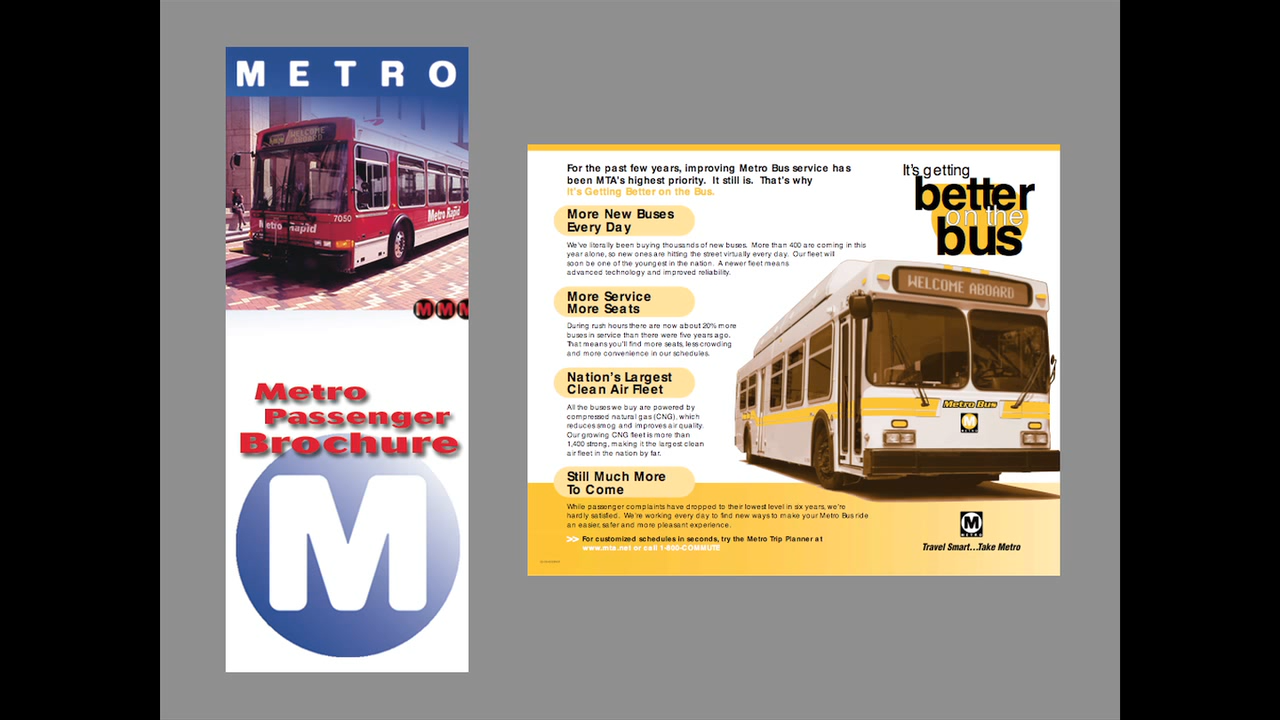 METRO
WELCOME
ABOARD
7050
Metro Rapid
Metro Rapid
MMM
Metro
Passenger
Brochure
M
For the past few years, improving Metro Bus service has
been MTA's highest priority. It still is. That's why
It's Getting Better on the Bus.
It's getting
better
on the
bus
More New Buses
Every Day
We've literally been buying thousands of new buses. More than 400 are coming in this
year alone, so new ones are hitting the street virtually every day. Our fleet will
soon be one of the youngest in the nation. A newer fleet means
advanced technology and improved reliability.
More Service
More Seats
During rush hours there are now about 20% more
buses in service than there were five years ago.
That means you'll find more seats, less crowding
and more convenience in our schedules.
Nation's Largest
Clean Air Fleet
All the buses we buy are powered by
compressed natural gas (CNG), which
reduces smog and improves air quality.
Our growing CNG fleet is more than
1,400 strong, making it the largest clean
air fleet in the nation by far.
WELCOME ABOARD
Metro Bus
M
METRO
Still Much More
To Come
While passenger complaints have dropped to their lowest level in six years, we're
hardly satisfied. We're working every day to find new ways to make your Metro Bus ride
an easier, safer and more pleasant experience.
>> For customized schedules in seconds, try the Metro Trip Planner at
www.mta.net or call 1-800-COMMUTE
M
METRO
Travel Smart...Take Metro